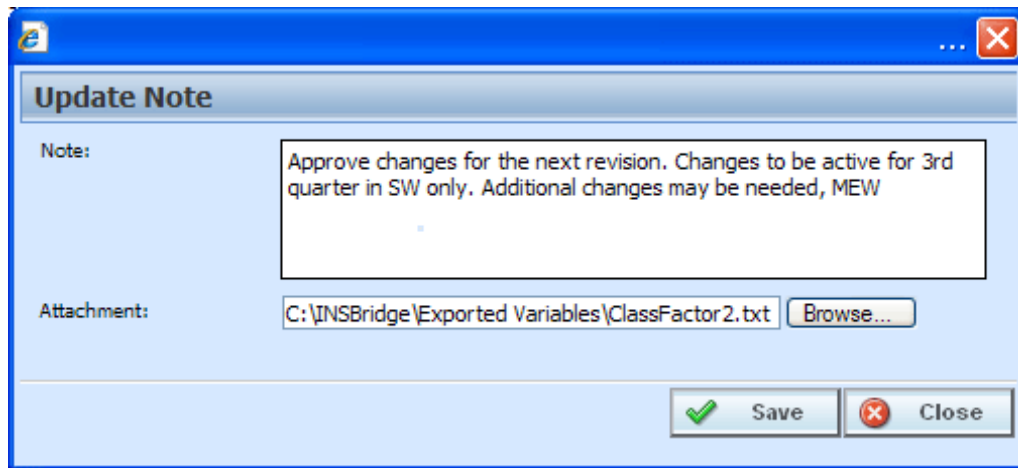 ...
Update Note
Note:
Approve changes for the next revision. Changes to be active for 3rd
quarter in SW only. Additional changes may be needed, MEW
Attachment:
C:\INSBridge\Exported Variables\ClassFactor2.txt
Browse...
Save
Close